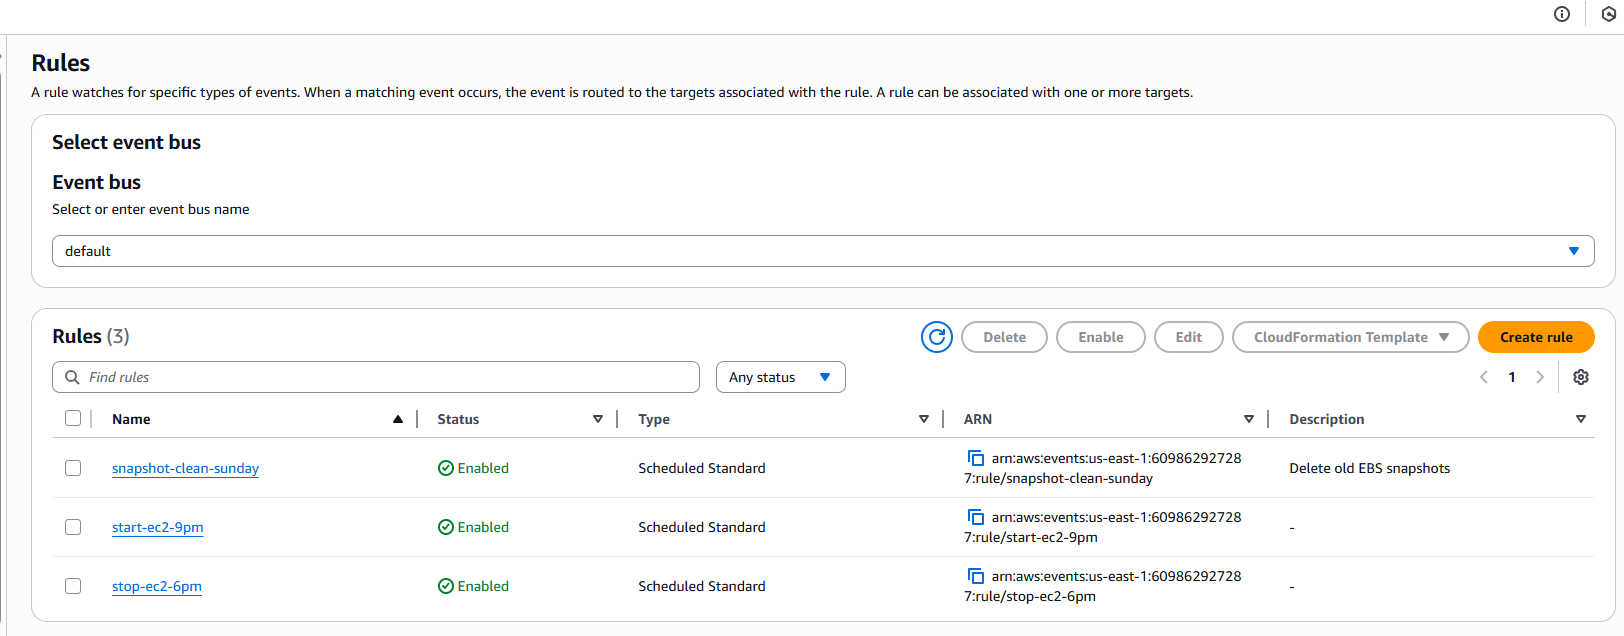 Rules
A rule watches for specific types of events. When a matching event occurs, the event is routed to the targets associated with the rule. A rule can be associated with one or more targets.
Select event bus
Event bus
Select or enter event bus name
default
Rules (3)
Delete
Enable
Edit
CloudFormation Template
Create rule
Find rules
Any status
1
Name
Status
Type
ARN
Description
snapshot-clean-sunday
Enabled
Scheduled Standard
arn:aws:events:us-east-1:60986292728
7:rule/snapshot-clean-sunday
Delete old EBS snapshots
start-ec2-9pm
Enabled
Scheduled Standard
arn:aws:events:us-east-1:60986292728
7:rule/start-ec2-9pm
-
stop-ec2-6pm
Enabled
Scheduled Standard
arn:aws:events:us-east-1:60986292728
7:rule/stop-ec2-6pm
-